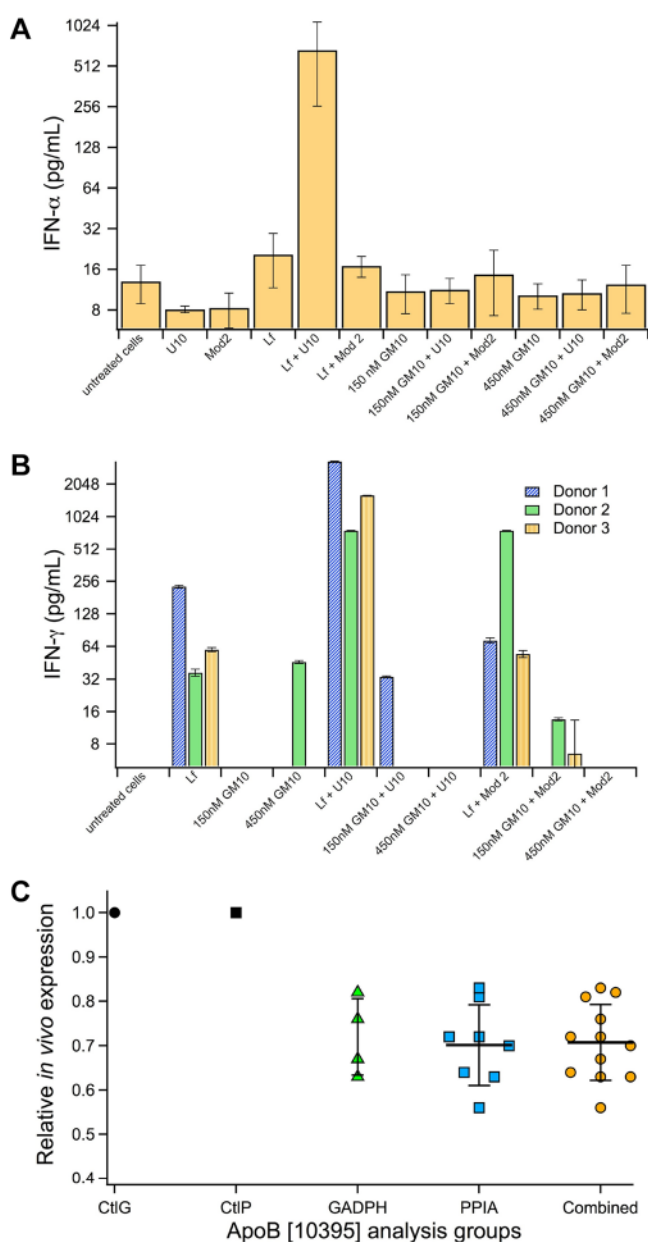 A
IFN-α (pg/mL)
1024
512
256
128
64
32
16
8
untreated cells
U10
Mod2
Lf
Lf + U10
Lf + Mod 2
150 nM GM10
150nM GM10 + U10
150nM GM10 + Mod2
450nM GM10
450nM GM10 + U10
450nM GM10 + Mod2
B
IFN-γ (pg/mL)
2048
1024
512
256
128
64
32
16
8
Donor 1
Donor 2
Donor 3
untreated cells
Lf
150nM GM10
450nM GM10
Lf + U10
150nM GM10 + U10
450nM GM10 + U10
Lf + Mod 2
150nM GM10 + Mod2
450nM GM10 + Mod2
C
Relative in vivo expression
1.0
0.9
0.8
0.7
0.6
0.5
0.4
CtlG
CtlP
GADPH
PPIA
Combined
ApoB [10395] analysis groups